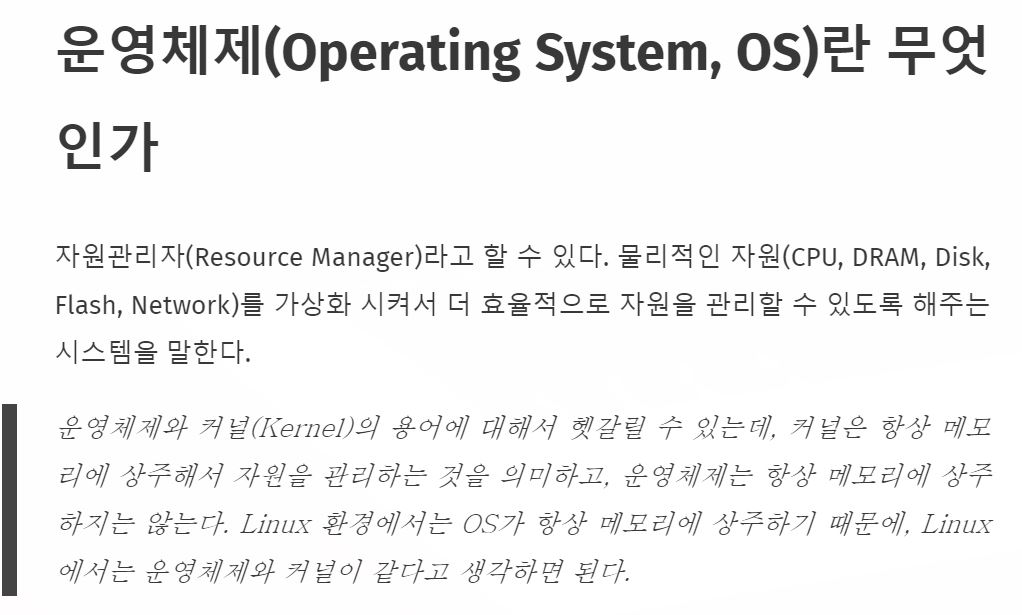 운영체제(Operating System, OS)란 무엇
인가
자원관리자(Resource Manager)라고 할 수 있다. 물리적인 자원(CPU, DRAM, Disk,
Flash, Network)를 가상화 시켜서 더 효율적으로 자원을 관리할 수 있도록 해주는
시스템을 말한다.
운영체제와 커널(Kernel)의 용어에 대해서 헷갈릴 수 있는데, 커널은 항상 메모
리에 상주해서 자원을 관리하는 것을 의미하고, 운영체제는 항상 메모리에 상주
하지는 않는다. Linux 환경에서는 OS가 항상 메모리에 상주하기 때문에, Linux
에서는 운영체제와 커널이 같다고 생각하면 된다.